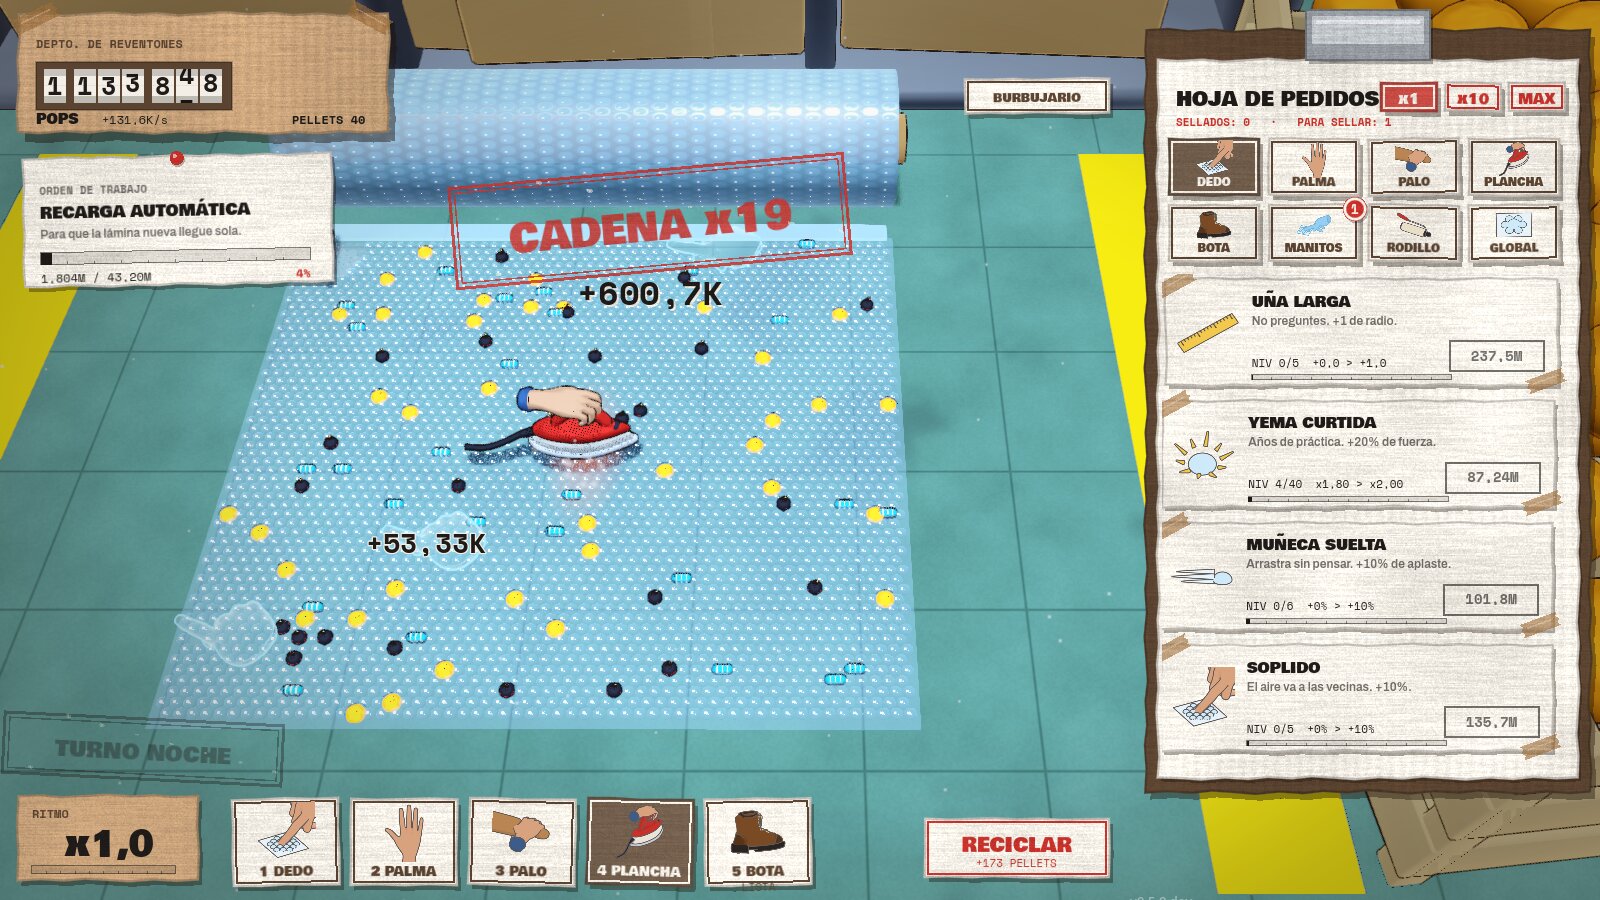 DEPTO. DE REVENTONES
1 133 848
POPS +131.6K/s PELLETS 40
ORDEN DE TRABAJO
RECARGA AUTOMÁTICA
Para que la lámina nueva llegue sola.
1.804M / 43.20M 4%
CADENA x19
+600,7K
+53,33K
TURNO NOCHE
RITMO
x1,0
1 DEDO
2 PALMA
3 PALO
4 PLANCHA
5 BOTA
LISTA
RECICLAR
+173 PELLETS
BURBUJARIO
HOJA DE PEDIDOS
x1
x10
MAX
SELLADOS: 0 · PARA SELLAR: 1
DEDO
PALMA
PALO
PLANCHA
BOTA
MANITOS
1
RODILLO
GLOBAL
UÑA LARGA
No preguntes. +1 de radio.
NIV 0/5 +0,0 > +1,0
237,5M
YEMA CURTIDA
Años de práctica. +20% de fuerza.
NIV 4/40 x1,80 > x2,00
87,24M
MUÑECA SUELTA
Arrastra sin pensar. +10% de aplaste.
NIV 0/6 +0% > +10%
101,8M
SOPLIDO
El aire va a las vecinas. +10%.
NIV 0/5 +0% > +10%
135,7M